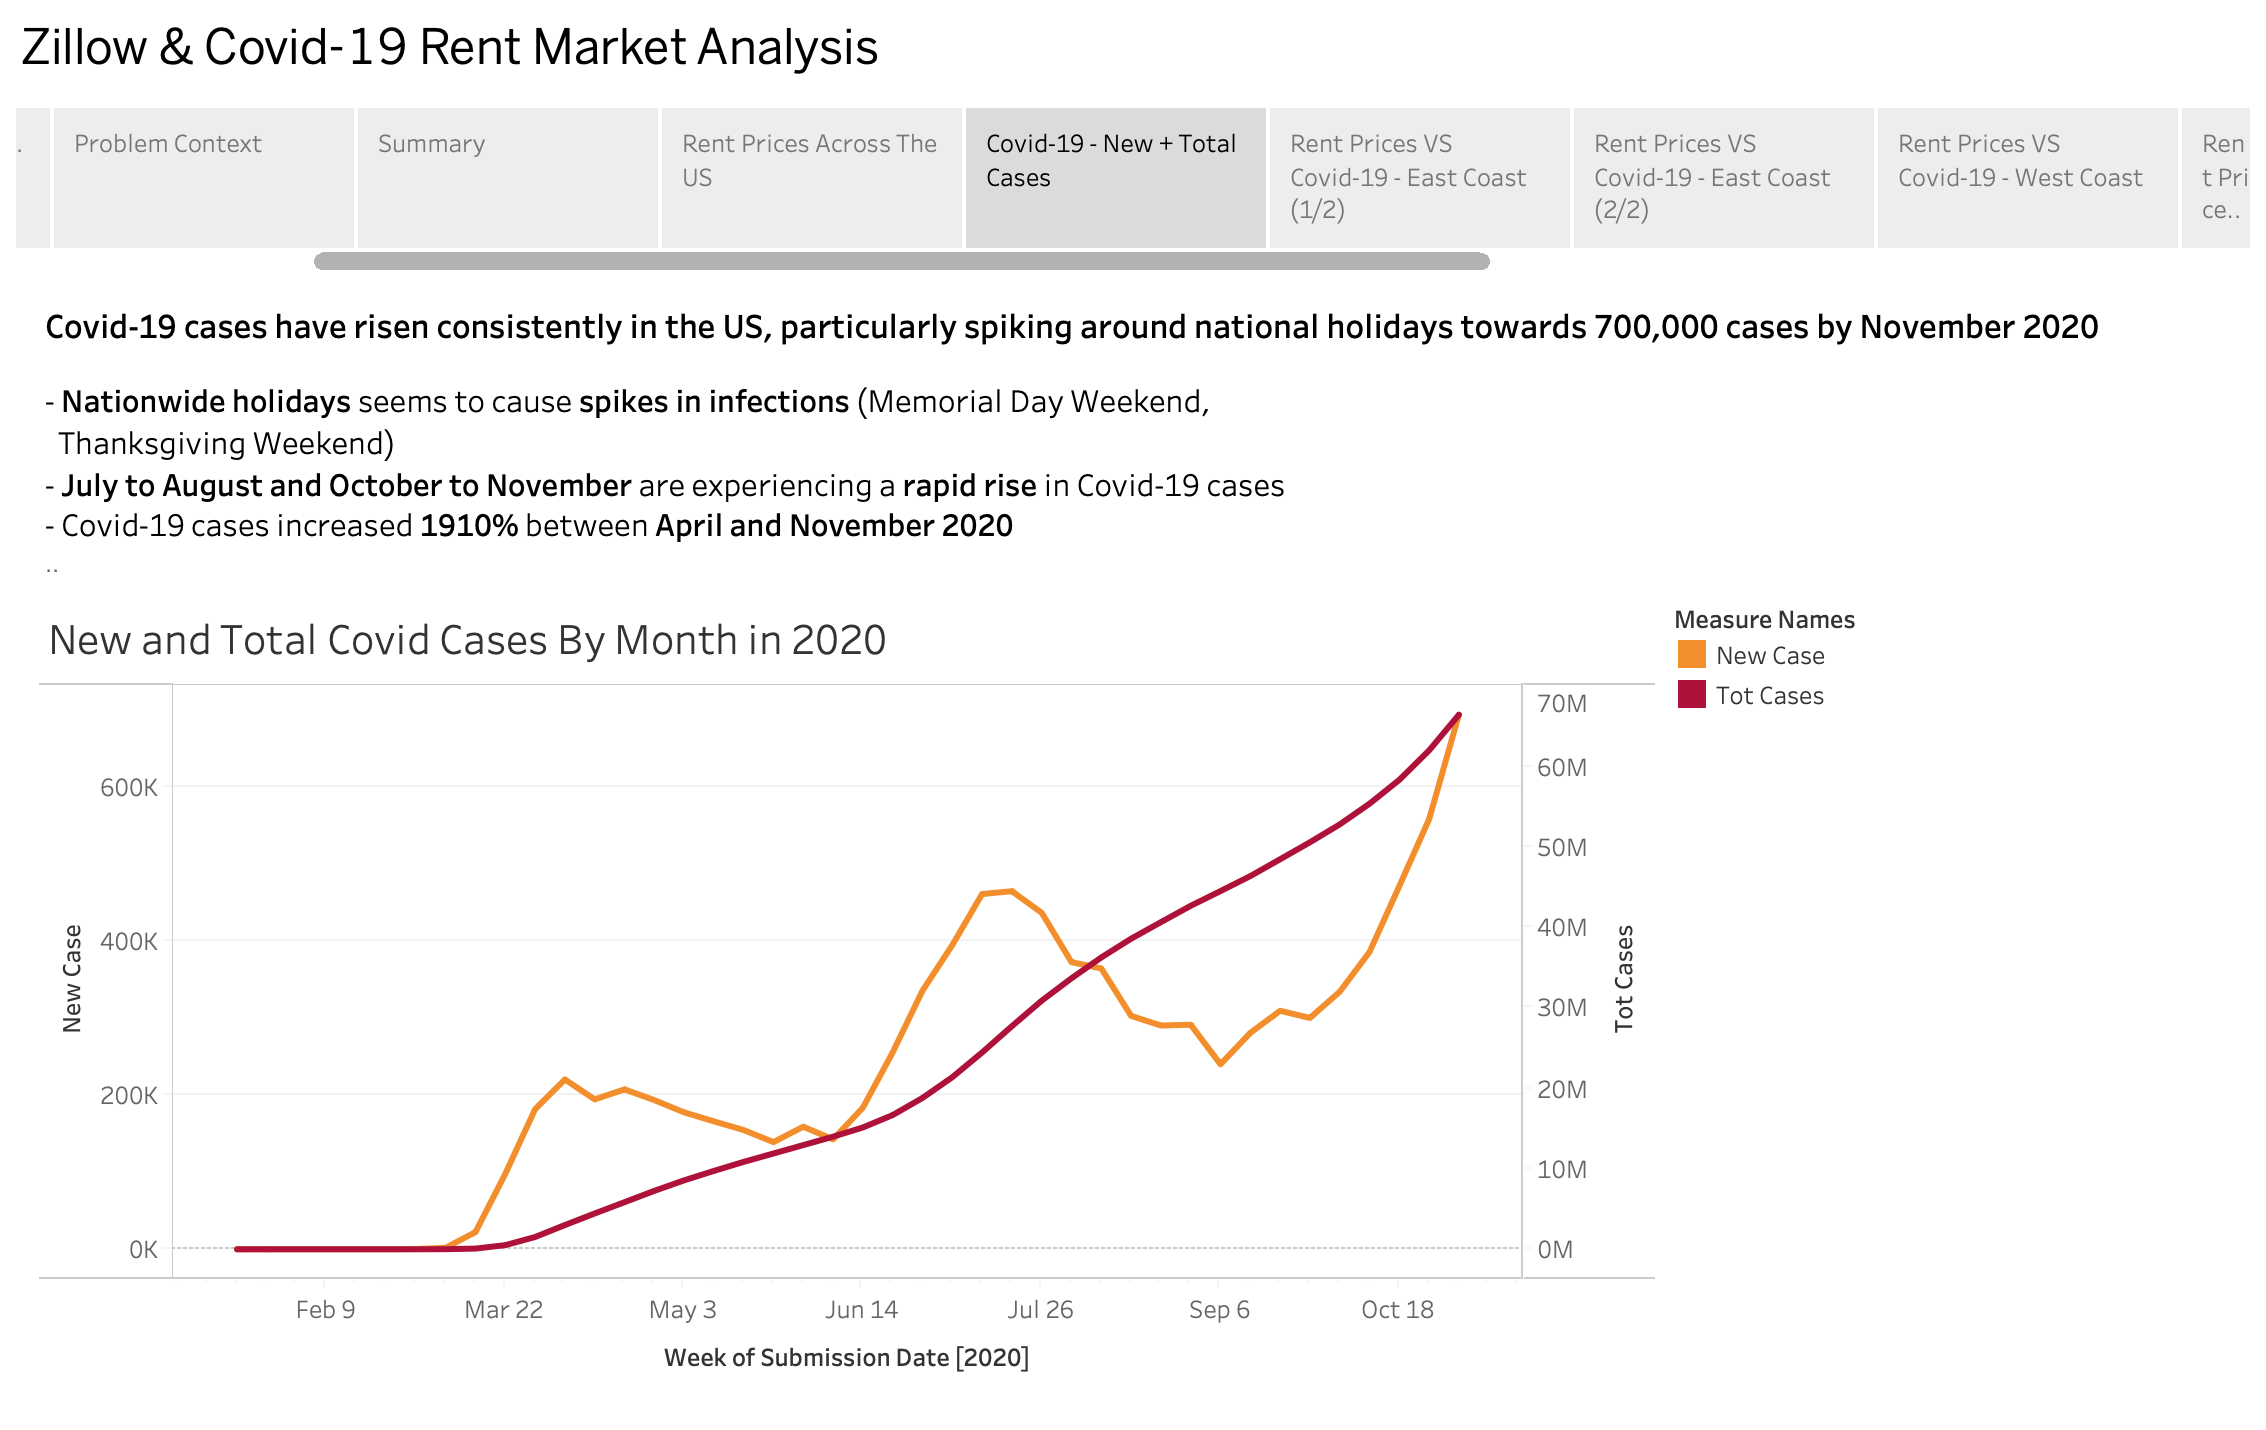 Zillow & Covid-19 Rent Market Analysis
.
Problem Context
Summary
Rent Prices Across The
US
Covid-19 - New + Total
Cases
Rent Prices VS
Covid-19 - East Coast
(1/2)
Rent Prices VS
Covid-19 - East Coast
(2/2)
Rent Prices VS
Covid-19 - West Coast
Ren
t Pri
ce..
Covid-19 cases have risen consistently in the US, particularly spiking around national holidays towards 700,000 cases by November 2020
- Nationwide holidays seems to cause spikes in infections (Memorial Day Weekend,
Thanksgiving Weekend)
- July to August and October to November are experiencing a rapid rise in Covid-19 cases
- Covid-19 cases increased 1910% between April and November 2020
..
New and Total Covid Cases By Month in 2020
Measure Names
New Case
Tot Cases
New Case
600K
400K
200K
0K
70M
60M
50M
40M
30M
20M
10M
0M
Tot Cases
Feb 9
Mar 22
May 3
Jun 14
Jul 26
Sep 6
Oct 18
Week of Submission Date [2020]